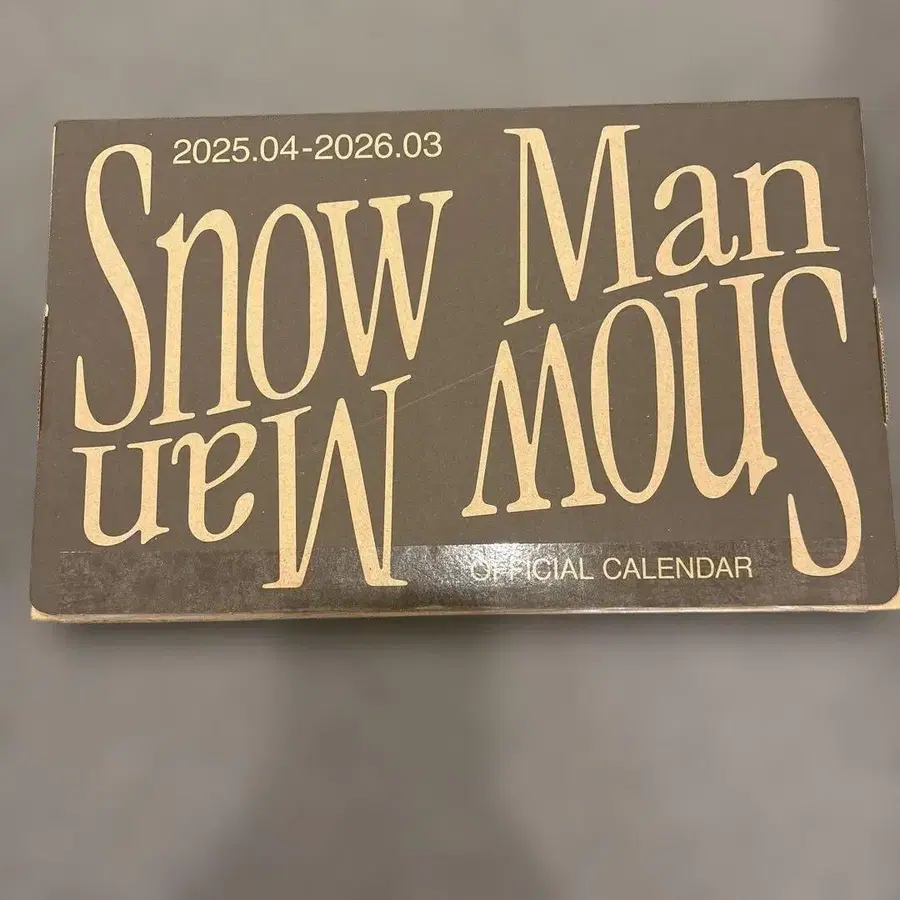 2025.04-2026.03
Snow Man
Snow Man
OFFICIAL CALENDAR